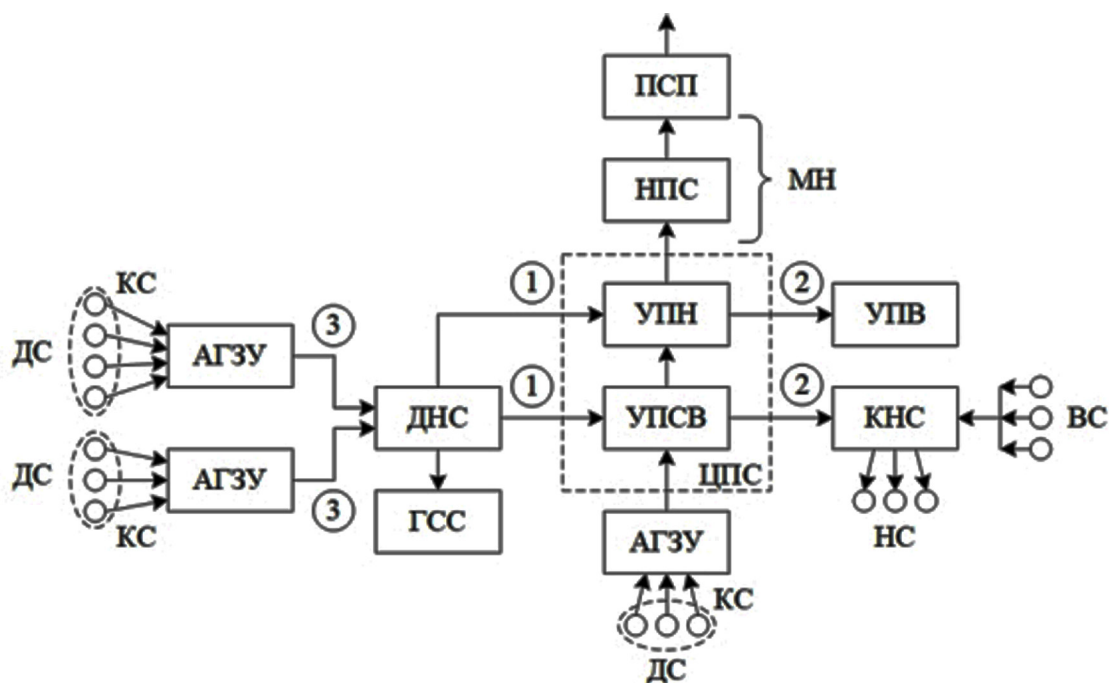 ПСП
НПС
МН
КС
1
2
3
УПН
УПВ
ДС
АГЗУ
ДНС
1
УПСВ
2
КНС
ВС
ДС
АГЗУ
ЦПС
КС
3
ГСС
АГЗУ
НС
КС
ДС